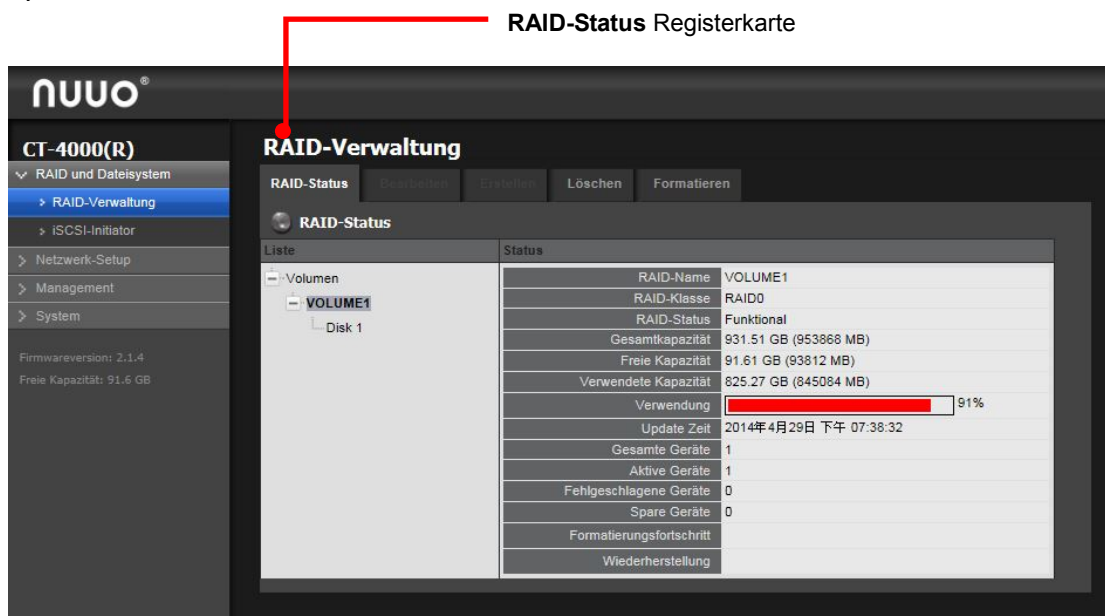 RAID-Status Registerkarte
nuuo®
CT-4000(R)
RAID und Dateisystem
RAID-Verwaltung
iSCSI-Initiator
Netzwerk-Setup
Management
System
Firmwareversion: 2.1.4
Freie Kapazität: 91.6 GB
RAID-Verwaltung
RAID-Status Bearbeiten Erstellen Löschen Formatieren
RAID-Status
Liste Status
Volumen
VOLUME1
Disk 1
RAID-Name VOLUME1
RAID-Klasse RAID0
RAID-Status Funktional
Gesamtkapazität 931.51 GB (953868 MB)
Freie Kapazität 91.61 GB (93812 MB)
Verwendete Kapazität 825.27 GB (845084 MB)
Verwendung 91%
Update Zeit 2014年4月29日 下午 07:38:32
Gesamte Geräte 1
Aktive Geräte 1
Fehlgeschlagene Geräte 0
Spare Geräte 0
Formatierungsfortschritt
Wiederherstellung